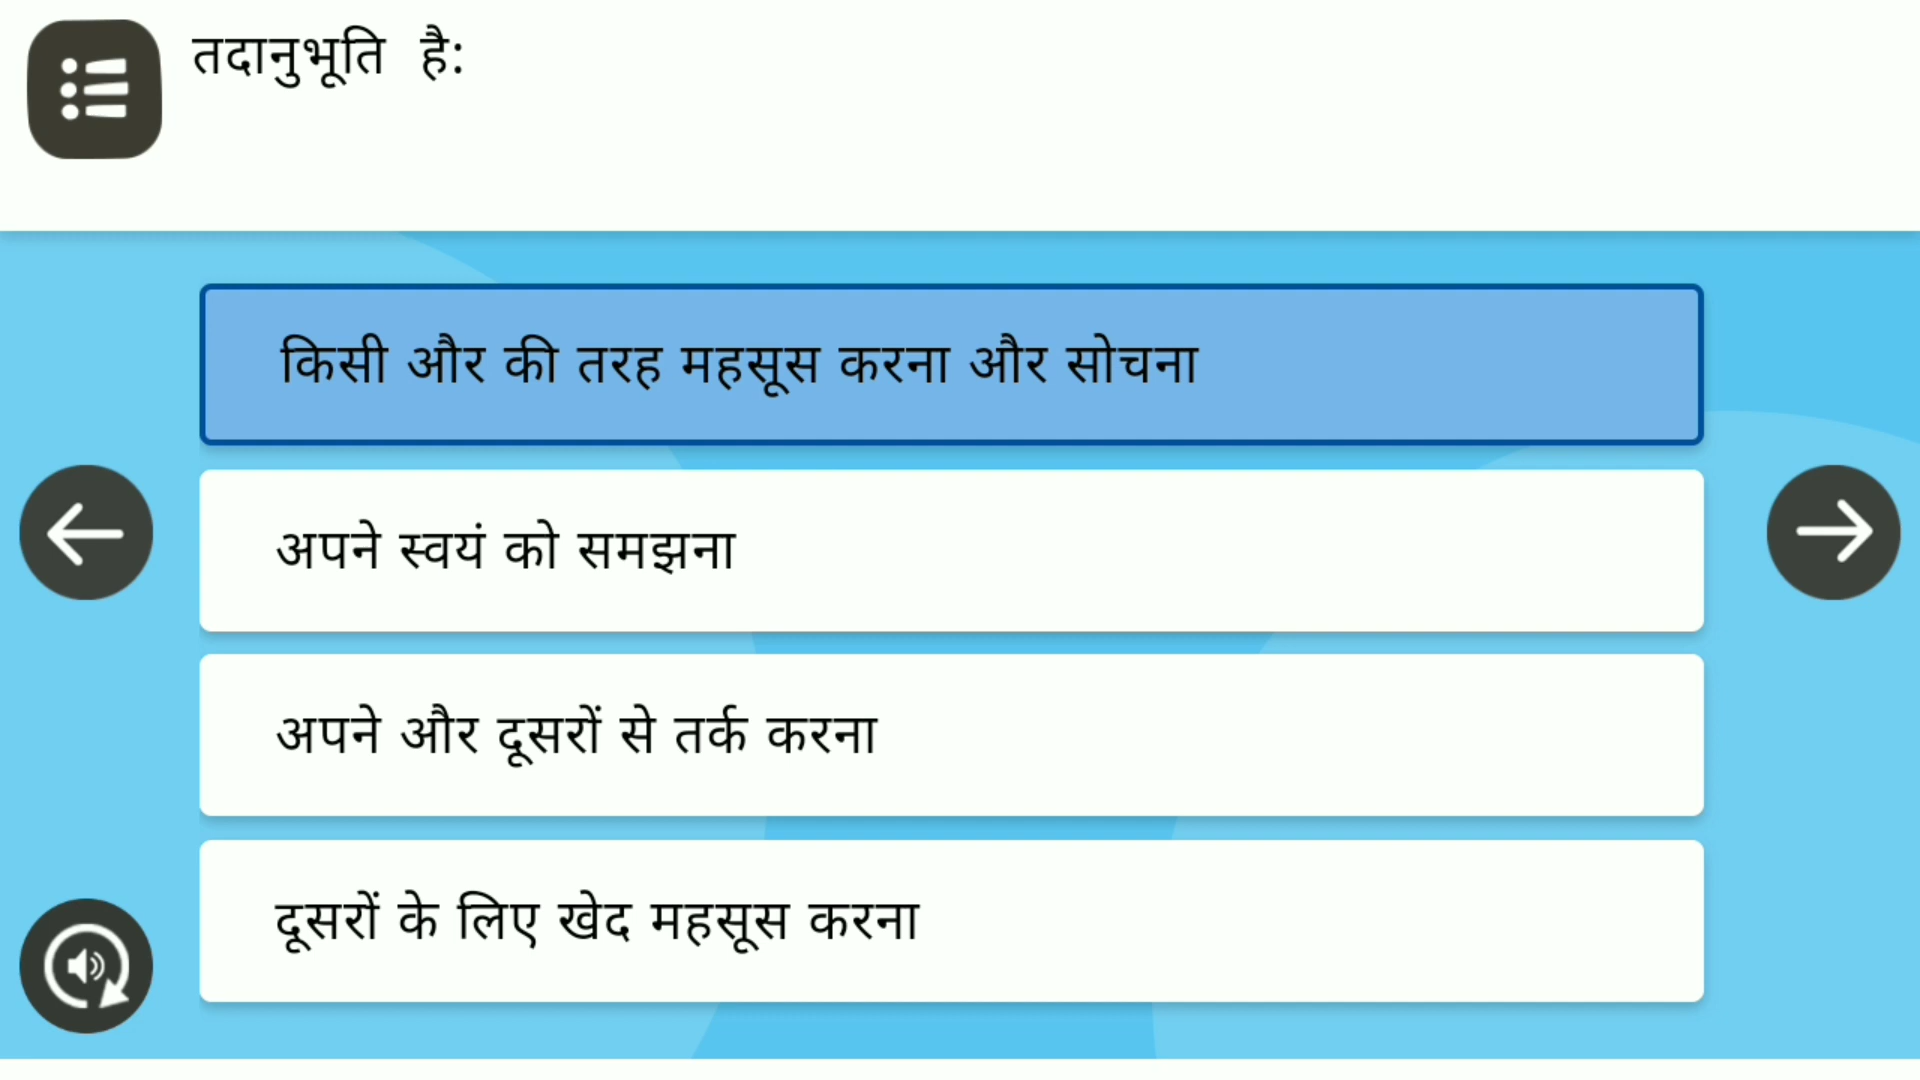 तदानुभूति है:
किसी और की तरह महसूस करना और सोचना
अपने स्वयं को समझना
अपने और दूसरों से तर्क करना
दूसरों के लिए खेद महसूस करना